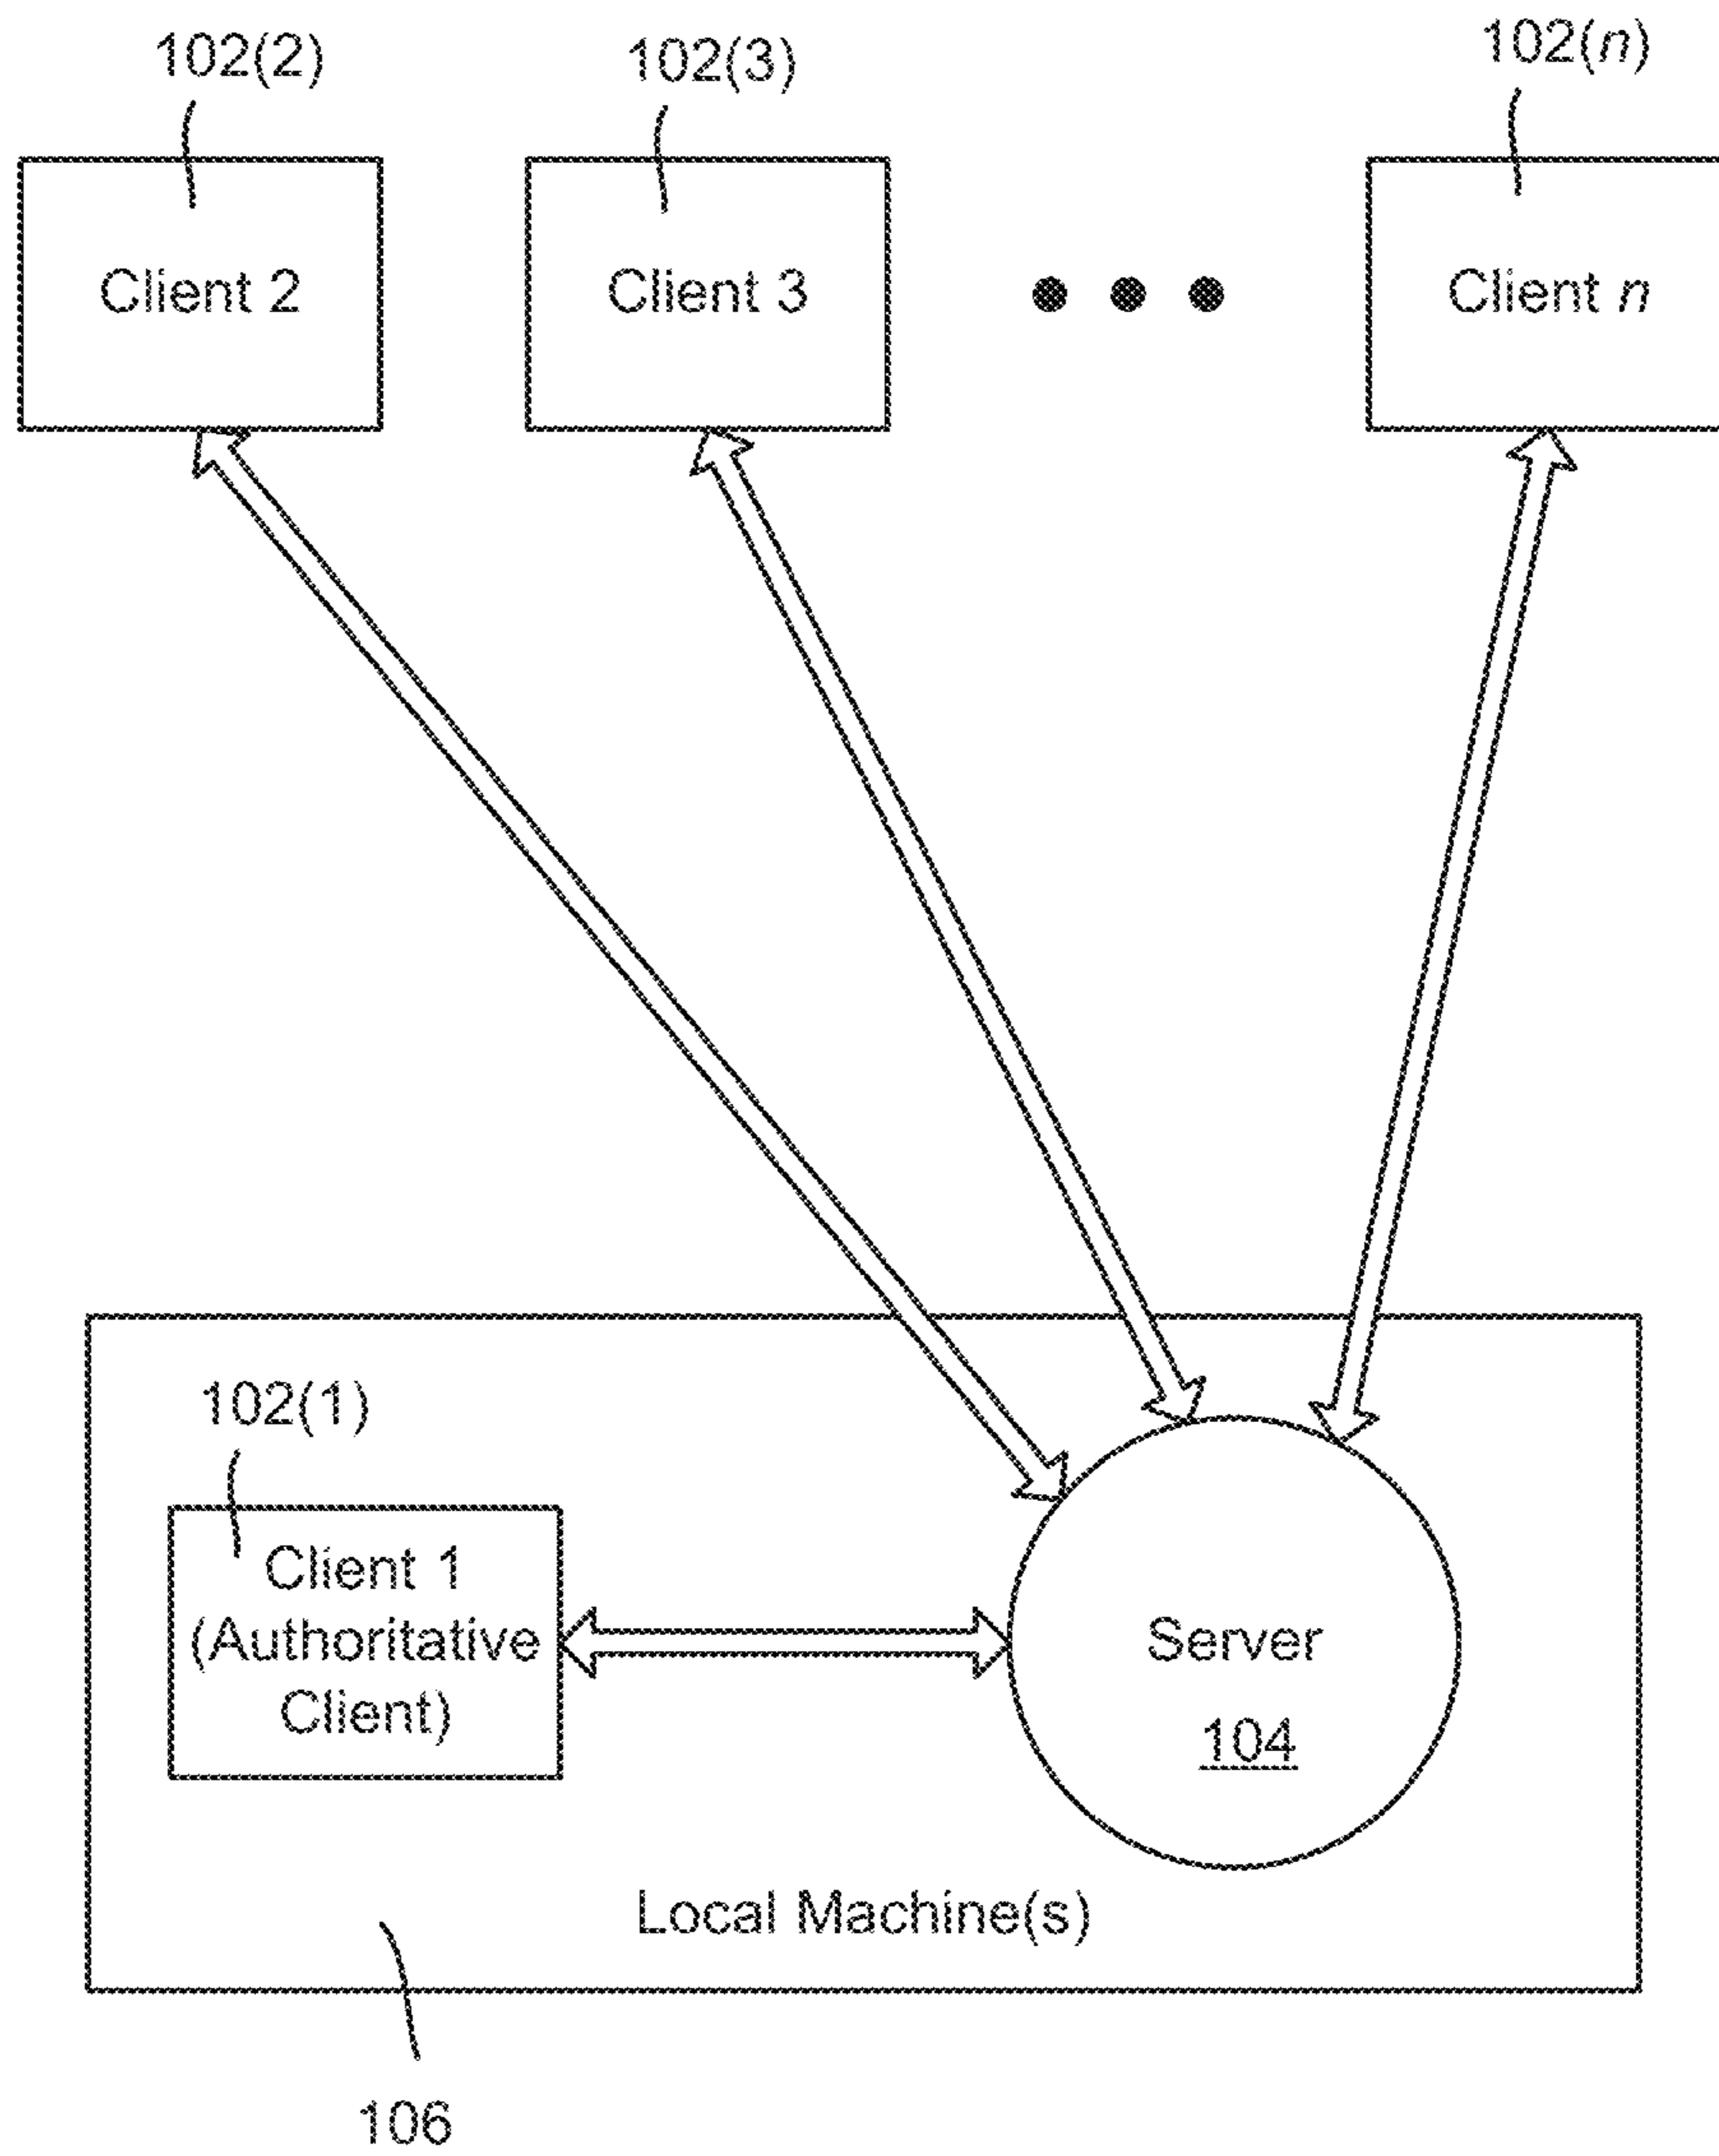 102(2)
102(3)
102(n)
Client 2
Client 3
Client n
102(1)
Client 1
(Authoritative
Client)
Server
104
Local Machine(s)
106